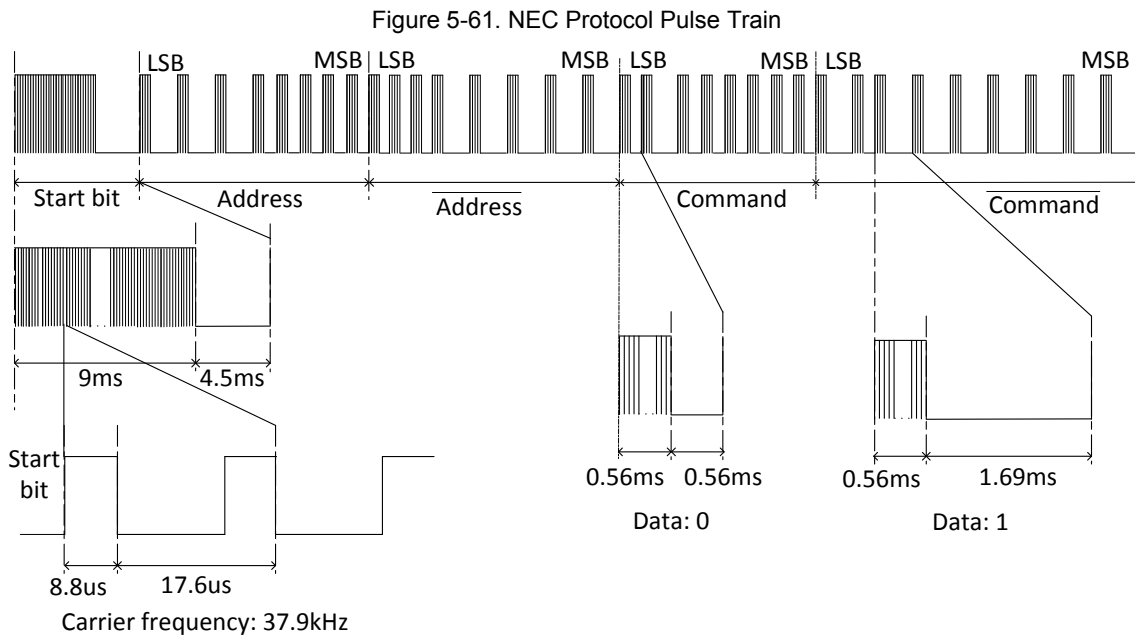 Figure 5-61. NEC Protocol Pulse Train
LSB MSB LSB MSB LSB MSB LSB MSB
Start bit Address Address Command Command
9ms 4.5ms
0.56ms 0.56ms 0.56ms 1.69ms
Data: 0 Data: 1
Start
bit
8.8us 17.6us
Carrier frequency: 37.9kHz